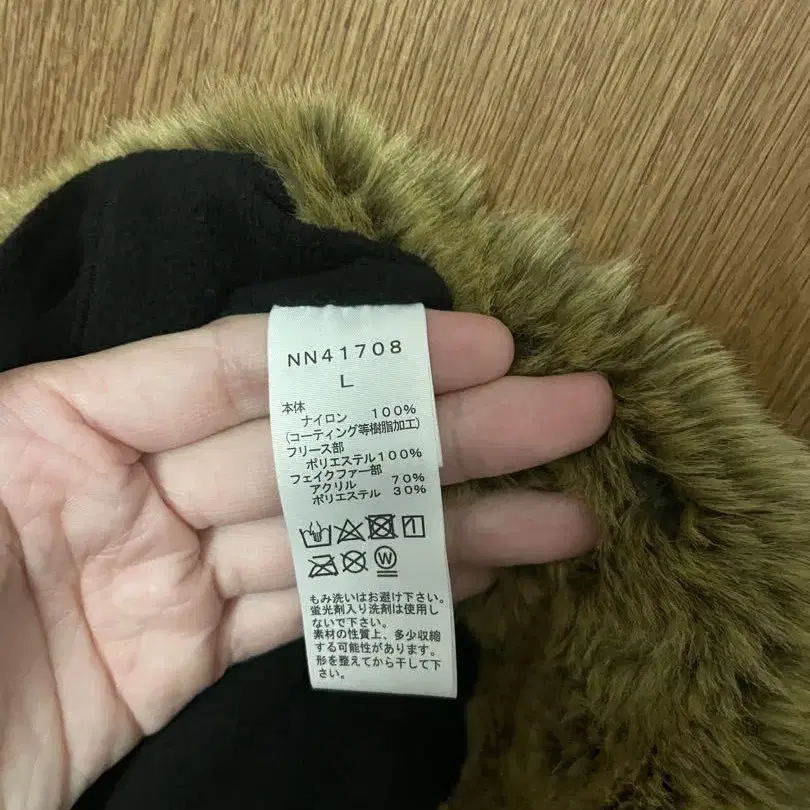 NN41708
L
本体
ナイロン 100%
(コーティング等樹脂加工)
フリース部
ポリエステル100%
フェイクファー部
アクリル 70%
ポリエステル 30%
W
もみ洗いはお避け下さい。
蛍光剤入り洗剤は使用し
ないで下さい。
素材の性質上、多少収縮
する可能性があります。
形を整えてから干して下
さい。